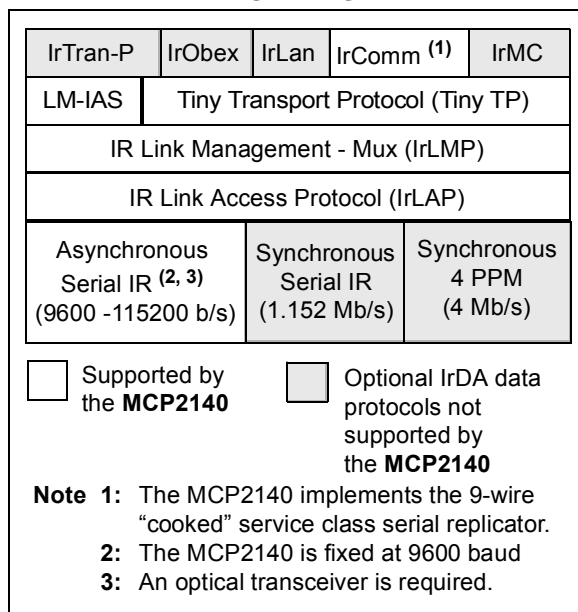 IrTran-P IrObex IrLan IrComm (1) IrMC
LM-IAS Tiny Transport Protocol (Tiny TP)
IR Link Management - Mux (IrLMP)
IR Link Access Protocol (IrLAP)
Asynchronous
Serial IR (2, 3)
(9600 -115200 b/s)
Synchronous
Serial IR
(1.152 Mb/s)
Synchronous
4 PPM
(4 Mb/s)
Supported by
the MCP2140
Optional IrDA data
protocols not
supported by
the MCP2140
Note 1: The MCP2140 implements the 9-wire
“cooked” service class serial replicator.
2: The MCP2140 is fixed at 9600 baud
3: An optical transceiver is required.